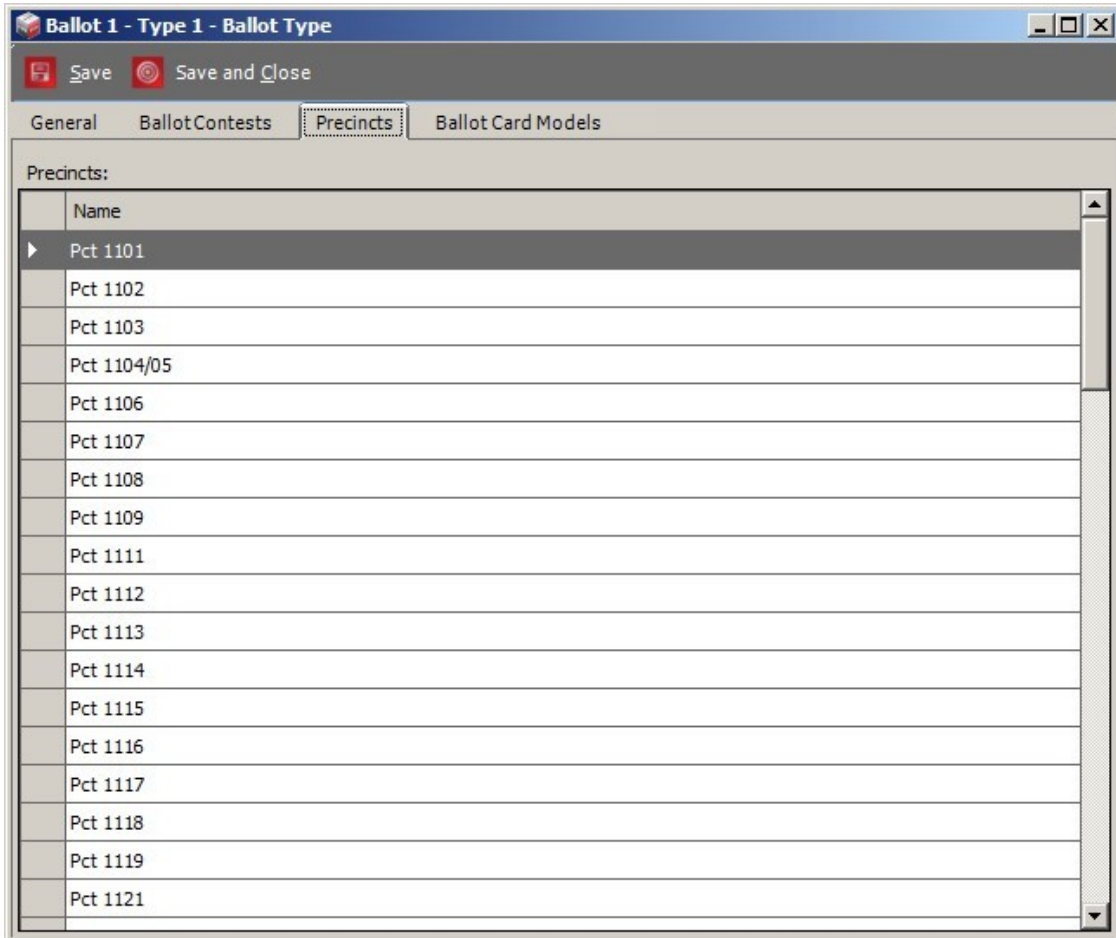 Ballot 1 - Type 1 - Ballot Type
Save Save and Close
General Ballot Contests Precincts Ballot Card Models
Precincts:
Name
Pct 1101
Pct 1102
Pct 1103
Pct 1104/05
Pct 1106
Pct 1107
Pct 1108
Pct 1109
Pct 1111
Pct 1112
Pct 1113
Pct 1114
Pct 1115
Pct 1116
Pct 1117
Pct 1118
Pct 1119
Pct 1121